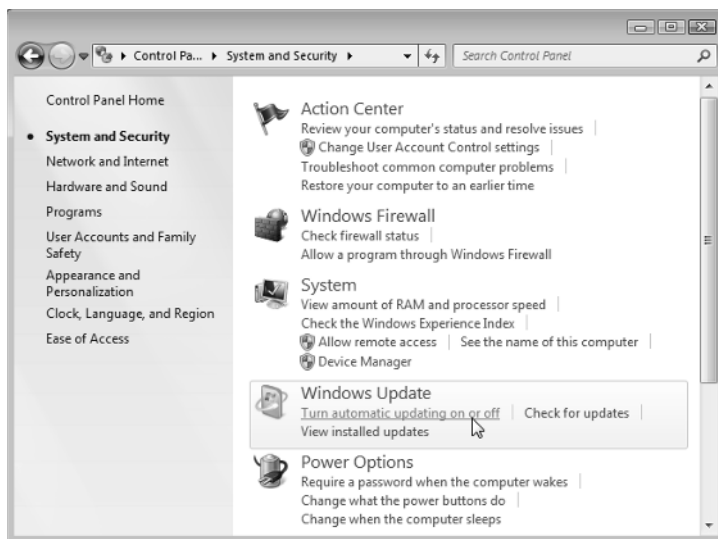 Control Pa... System and Security
Search Control Panel
Control Panel Home
System and Security
Network and Internet
Hardware and Sound
Programs
User Accounts and Family
Safety
Appearance and
Personalization
Clock, Language, and Region
Ease of Access
Action Center
Review your computer's status and resolve issues
Change User Account Control settings
Troubleshoot common computer problems
Restore your computer to an earlier time
Windows Firewall
Check firewall status
Allow a program through Windows Firewall
System
View amount of RAM and processor speed
Check the Windows Experience Index
Allow remote access See the name of this computer
Device Manager
Windows Update
Turn automatic updating on or off Check for updates
View installed updates
Power Options
Require a password when the computer wakes
Change what the power buttons do
Change when the computer sleeps